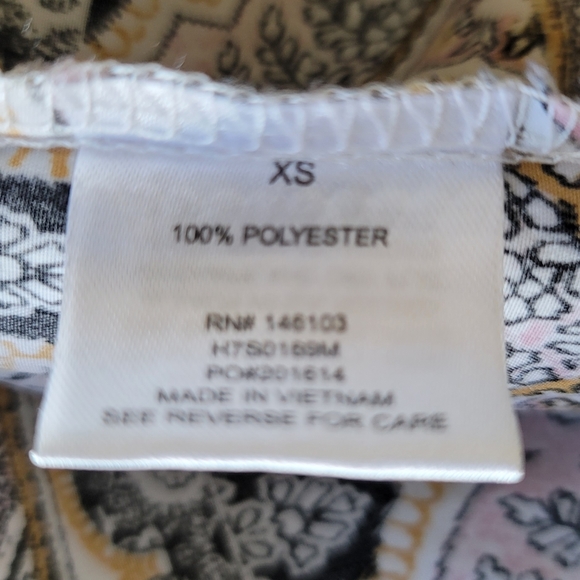 XS
100% POLYESTER
RN# 146103
H7S0169M
PO#201614
MADE IN VIETNAM
SEE REVERSE FOR CARE